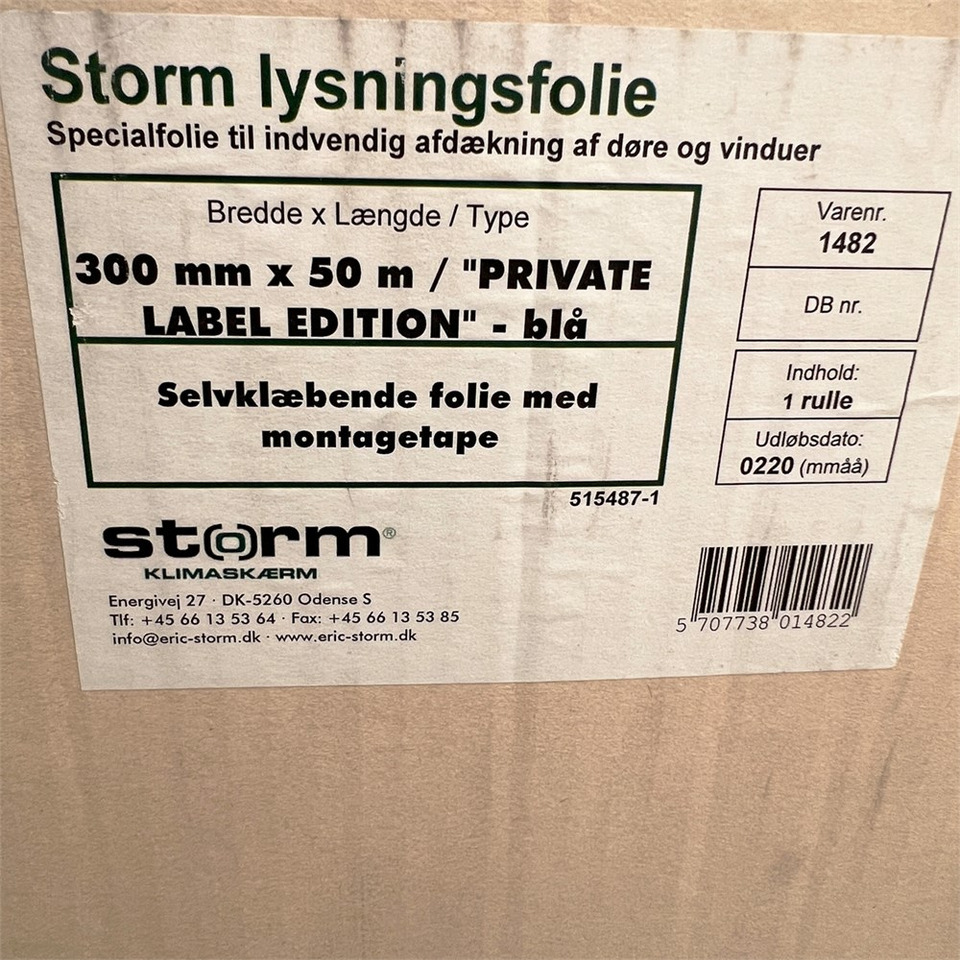 Storm lysningsfolie
Specialfolie til indvendig afdækning af døre og vinduer
Bredde x Længde / Type
300 mm x 50 m / "PRIVATE
LABEL EDITION" - blå
Selvklæbende folie med
montagetape
515487-1
Varenr.
1482
DB nr.
Indhold:
1 rulle
Udløbsdato:
0220 (mmåå)
storm®
KLIMASKÆRM
Energivej 27 · DK-5260 Odense S
Tlf: +45 66 13 53 64 · Fax: +45 66 13 53 85
info@eric-storm.dk · www.eric-storm.dk
5 707738 014822